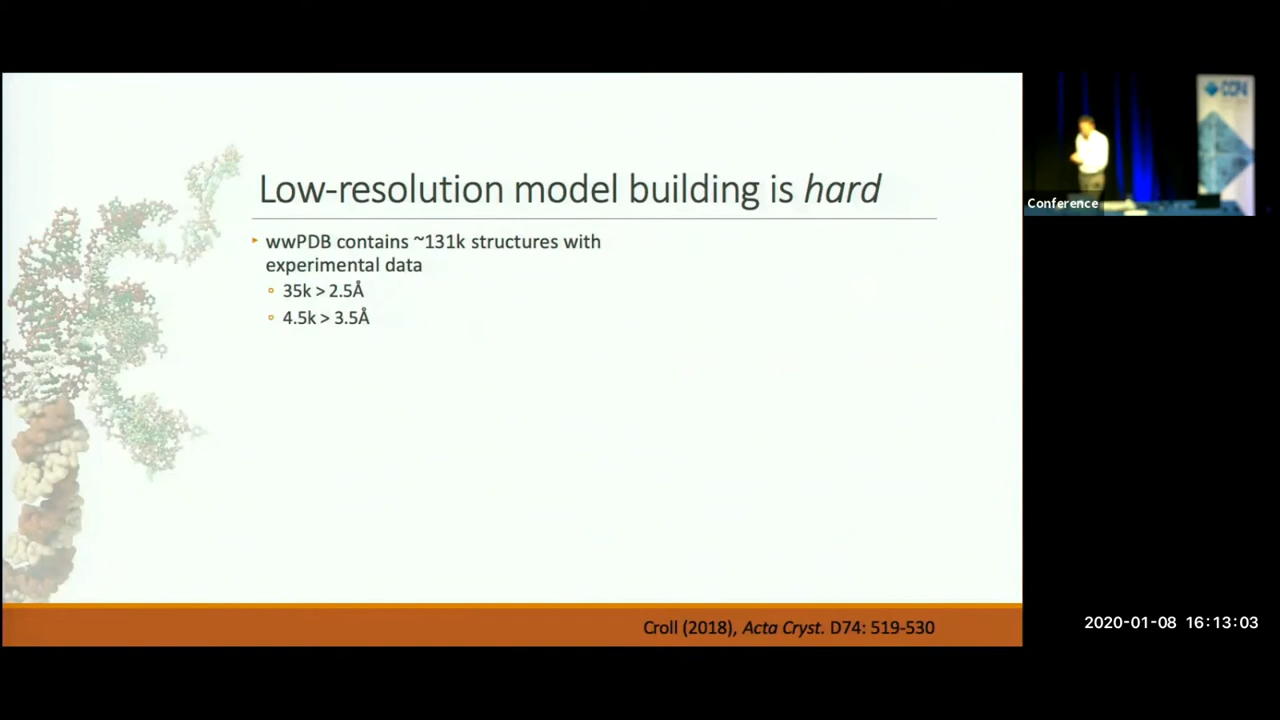 Low-resolution model building is hard
wwPDB contains ~131k structures with
experimental data
35k > 2.5Å
4.5k > 3.5Å
Croll (2018), Acta Cryst. D74: 519-530
CCP4
Conference
2020-01-08 16:13:03